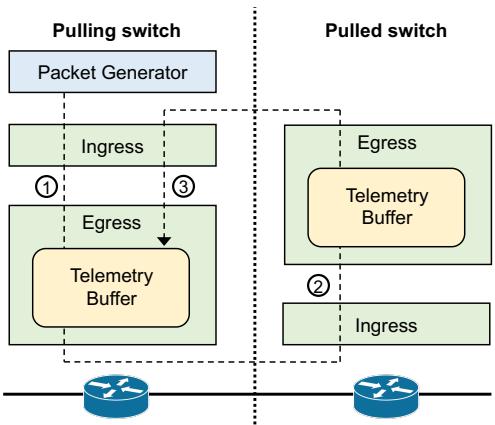 Pulling switch
Packet Generator
Ingress
①
③
Egress
Telemetry
Buffer
Pulled switch
Egress
Telemetry
Buffer
②
Ingress